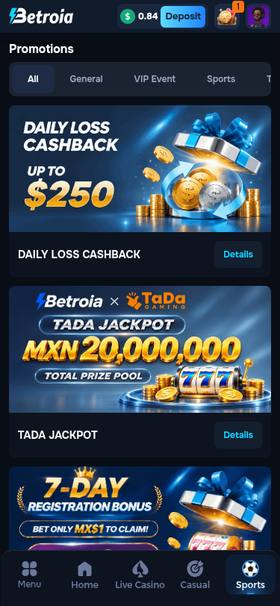 Betroia
$ 0.84 Deposit
1
Promotions
All General VIP Event Sports
DAILY LOSS
CASHBACK
UP TO
$250
DAILY LOSS CASHBACK Details
Betroia × TaDa
GAMING
TADA JACKPOT
MXN 20,000,000
TOTAL PRIZE POOL
777
TADA JACKPOT Details
7-DAY
REGISTRATION BONUS
BET ONLY MX$1 TO CLAIM!
Menu Home Live Casino Casual Sports